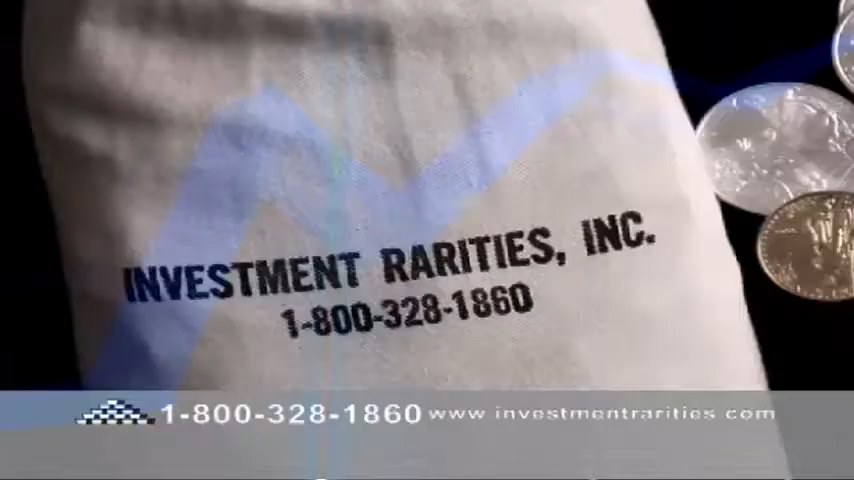 INVESTMENT RARITIES, INC.
1-800-328-1860
1-800-328-1860 www.investmentrarities.com